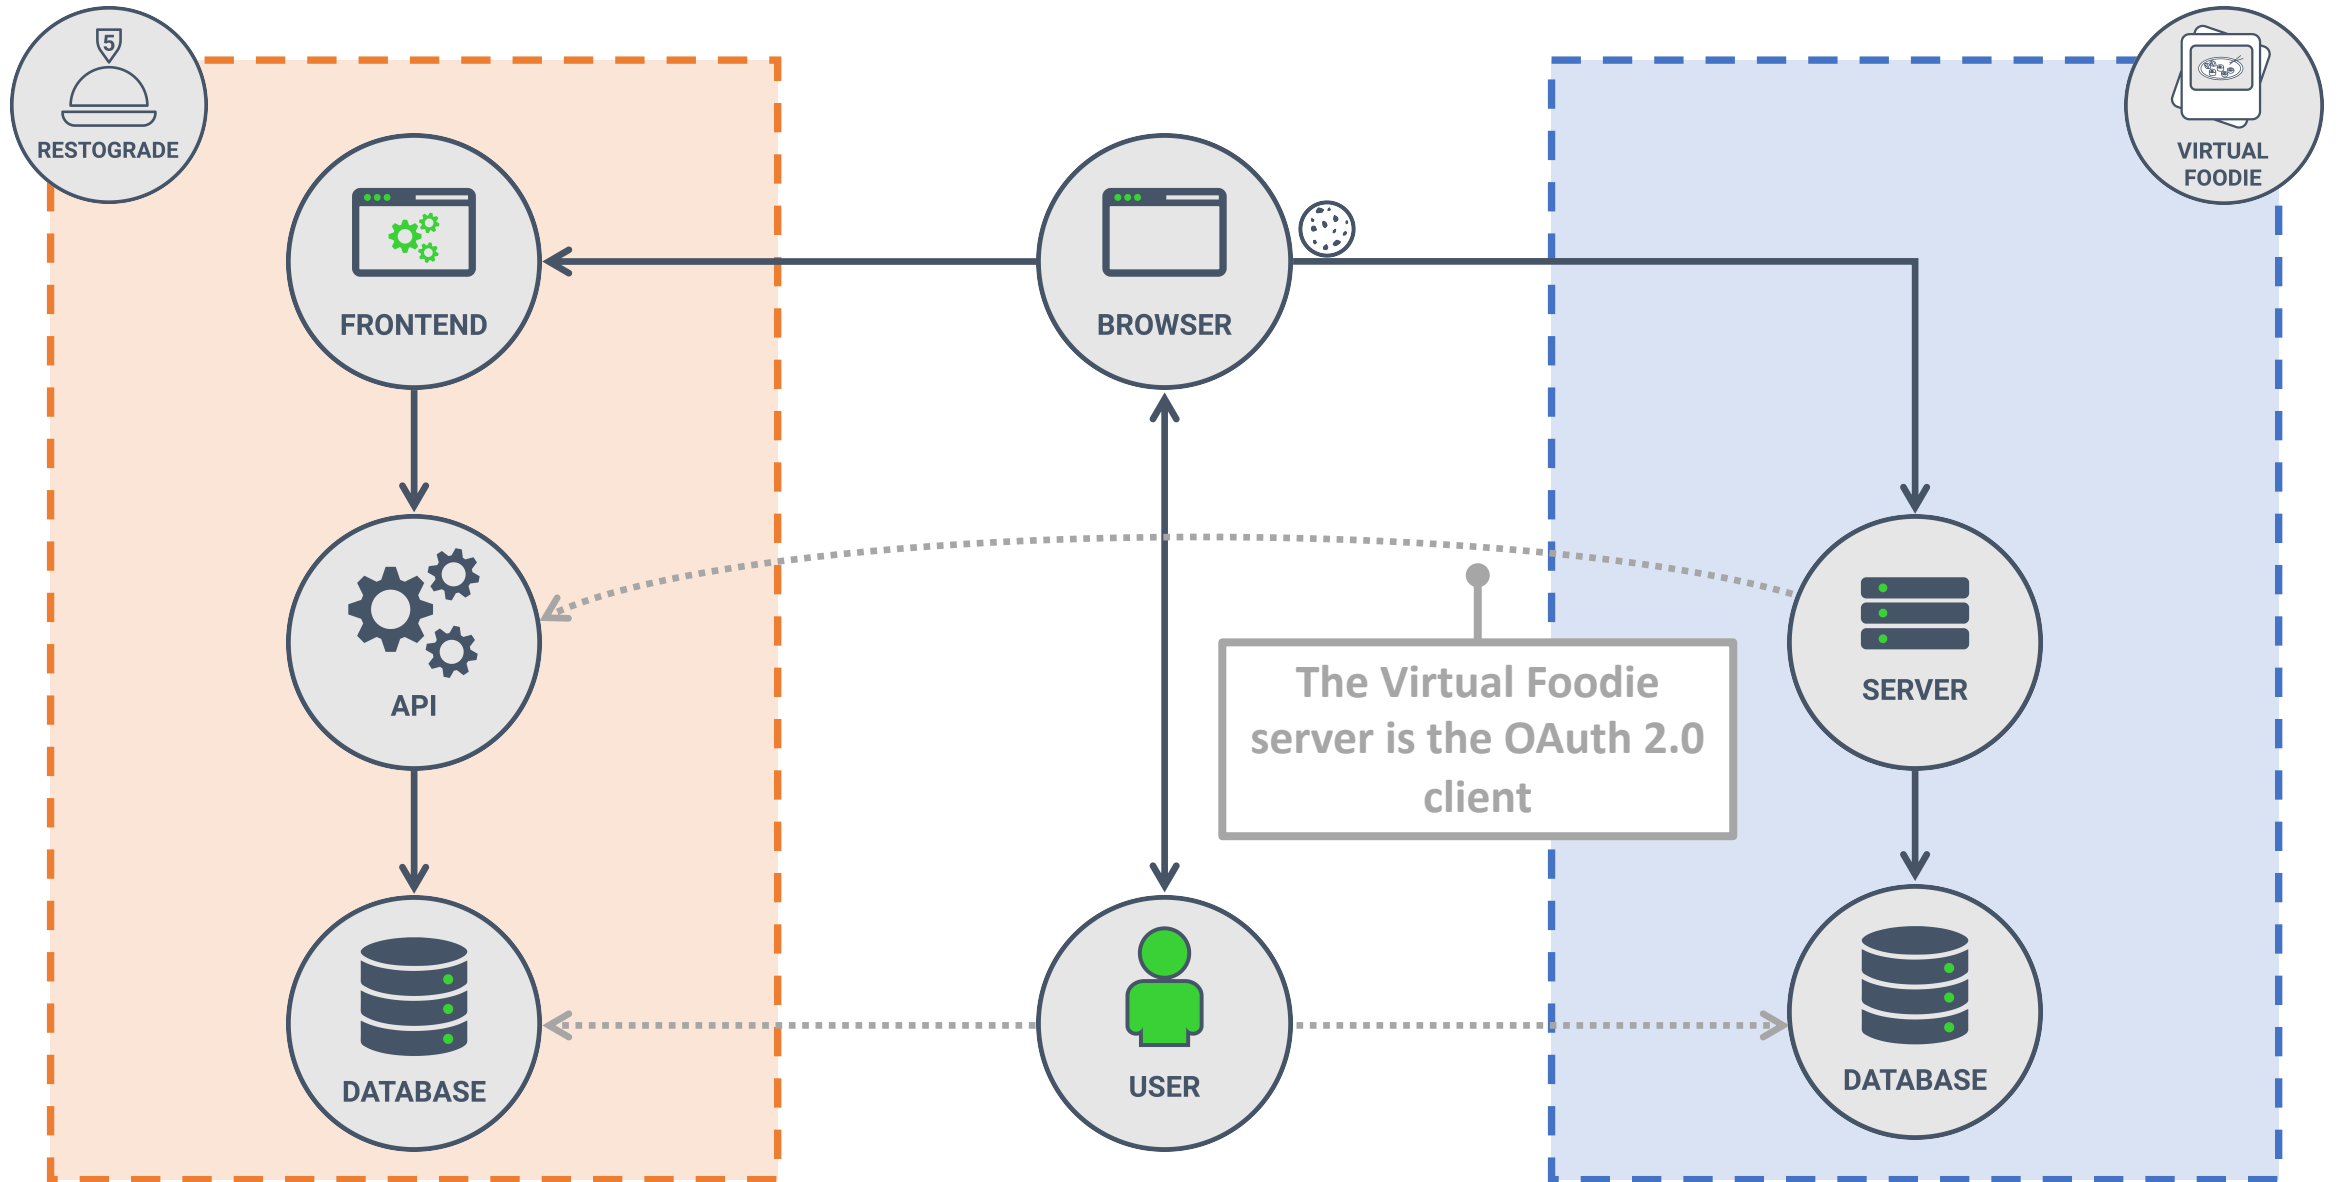 5
RESTOGRADE
VIRTUAL
FOODIE
FRONTEND
BROWSER
API
SERVER
The Virtual Foodie
server is the OAuth 2.0
client
DATABASE
USER
DATABASE